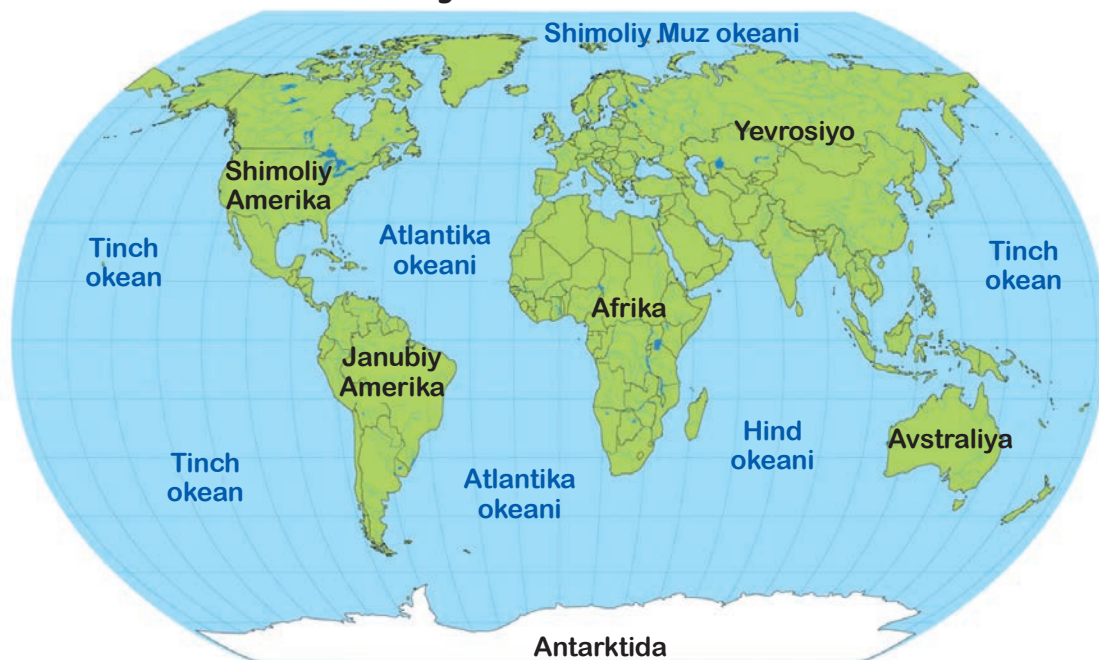 Shimoliy Muz okeani
Yevrosiyo
Shimoliy
Amerika
Tinch
okean
Atlantika
okeani
Tinch
okean
Afrika
Janubiy
Amerika
Hind
okeani
Avstraliya
Tinch
okean
Atlantika
okeani
Antarktida